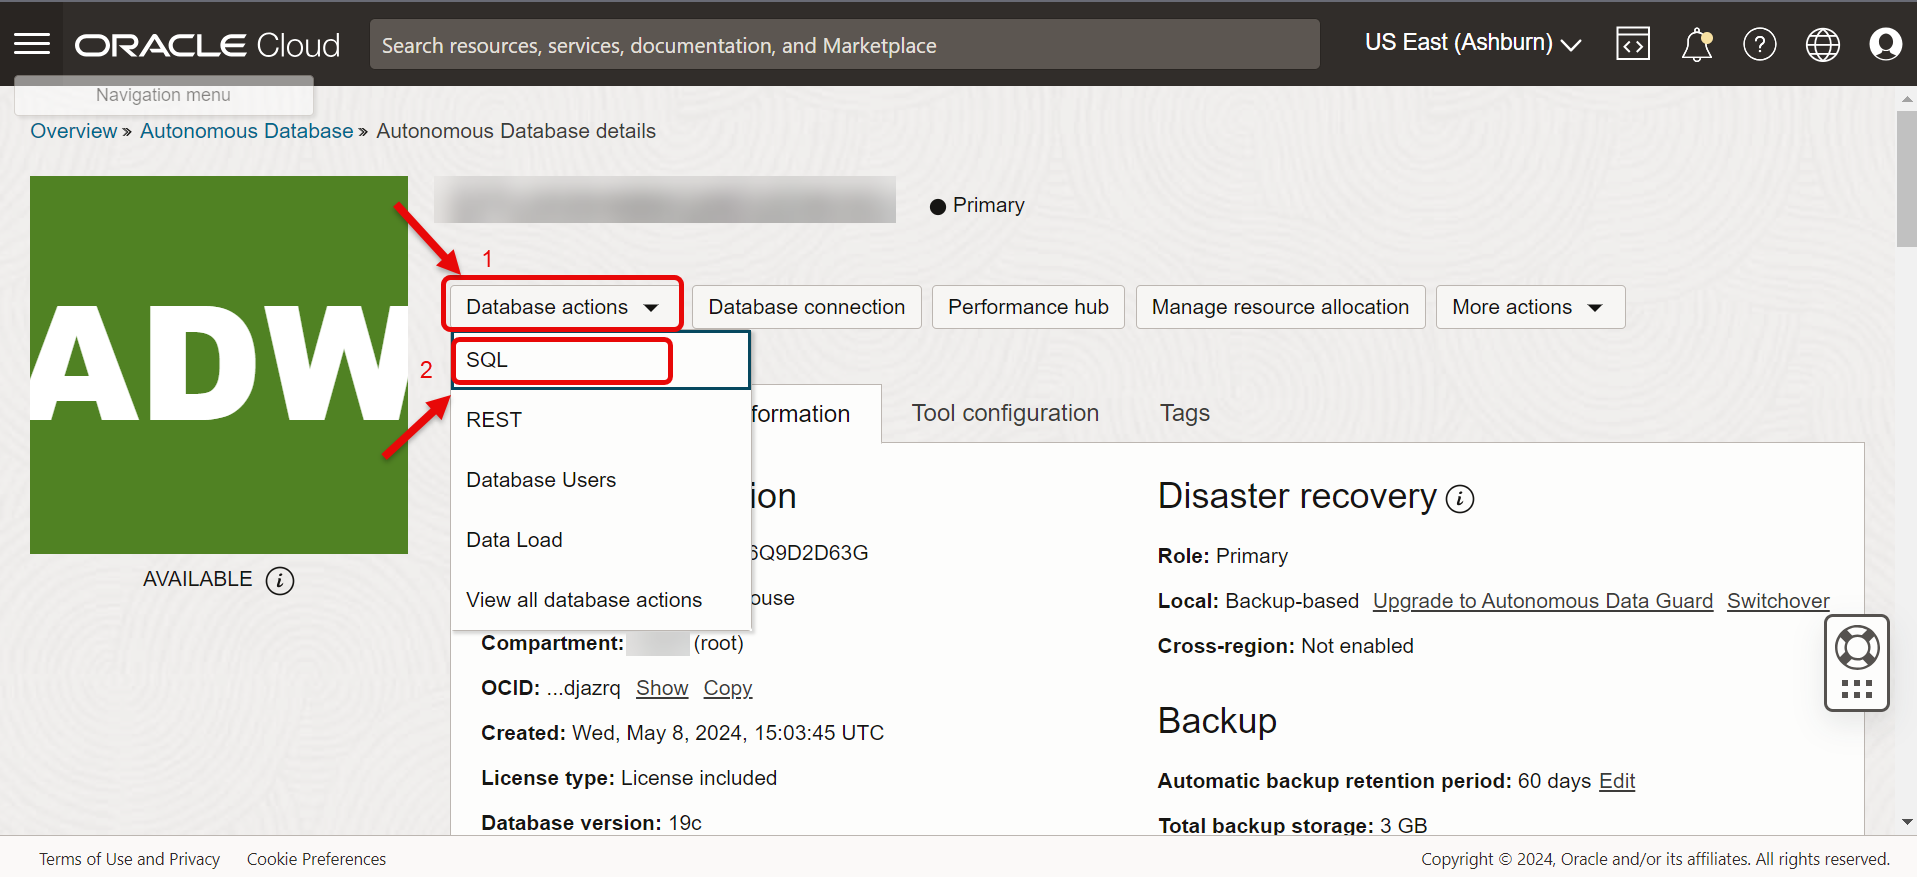 ORACLE Cloud
Search resources, services, documentation, and Marketplace
US East (Ashburn)
Navigation menu
Overview » Autonomous Database » Autonomous Database details
ADW
AVAILABLE
Primary
1
Database actions
Database connection
Performance hub
Manage resource allocation
More actions
2
SQL
REST
Database Users
Data Load
View all database actions
formation
Tool configuration
Tags
ion
6Q9D2D63G
ouse
Compartment: (root)
OCID: ...djazrq Show Copy
Created: Wed, May 8, 2024, 15:03:45 UTC
License type: License included
Database version: 19c
Disaster recovery
Role: Primary
Local: Backup-based Upgrade to Autonomous Data Guard Switchover
Cross-region: Not enabled
Backup
Automatic backup retention period: 60 days Edit
Total backup storage: 3 GB
Terms of Use and Privacy
Cookie Preferences
Copyright © 2024, Oracle and/or its affiliates. All rights reserved.